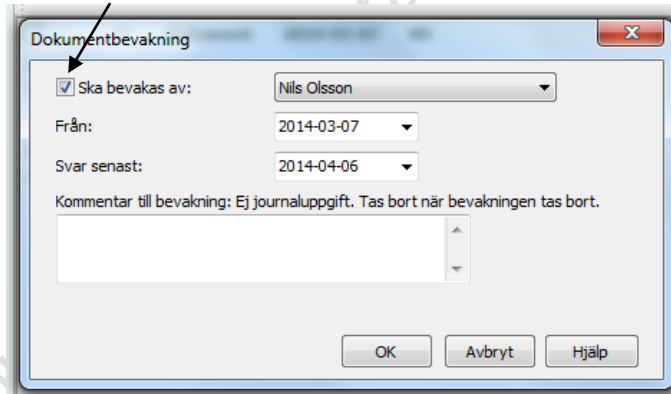 Dokumentbevakning
Ska bevakas av: Nils Olsson
Från: 2014-03-07
Svar senast: 2014-04-06
Kommentar till bevakning: Ej journaluppgift. Tas bort när bevakningen tas bort.
OK Avbryt Hjälp